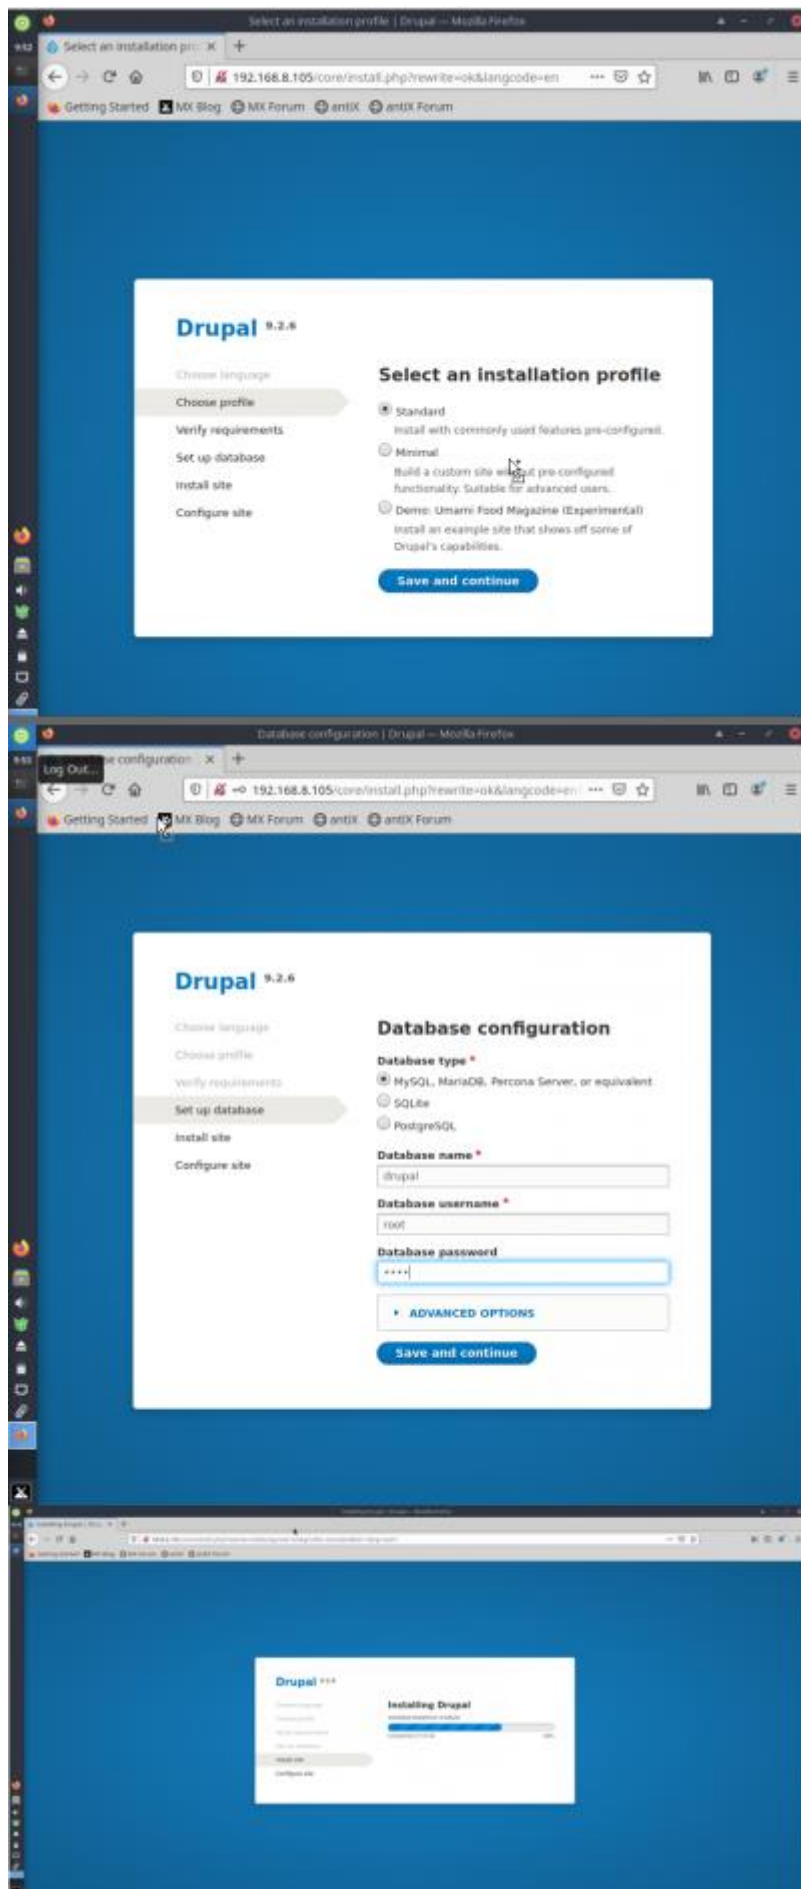 Select an installation profile | Drupal — Mozilla Firefox
Select an installation pro
192.168.8.105/core/install.php?rewrite=ok&langcode=en
Getting Started MX Blog MX Forum antiX antiX Forum
Drupal 9.2.6
Choose language
Choose profile
Verify requirements
Set up database
Install site
Configure site
Select an installation profile
Standard
Install with commonly used features pre-configured.
Minimal
Build a custom site without pre-configured
functionality. Suitable for advanced users.
Demo: Umami Food Magazine (Experimental)
Install an example site that shows off some of
Drupal's capabilities.
Save and continue
Database configuration | Drupal — Mozilla Firefox
configuration
Log Out...
192.168.8.105/core/install.php?rewrite=ok&langcode=en
Getting Started MX Blog MX Forum antiX antiX Forum
Drupal 9.2.6
Choose language
Choose profile
Verify requirements
Set up database
Install site
Configure site
Database configuration
Database type *
MySQL, MariaDB, Percona Server, or equivalent
SQLite
PostgreSQL
Database name *
drupal
Database username *
root
Database password
••••
ADVANCED OPTIONS
Save and continue
Drupal
Installing Drupal
Install site
Configure site